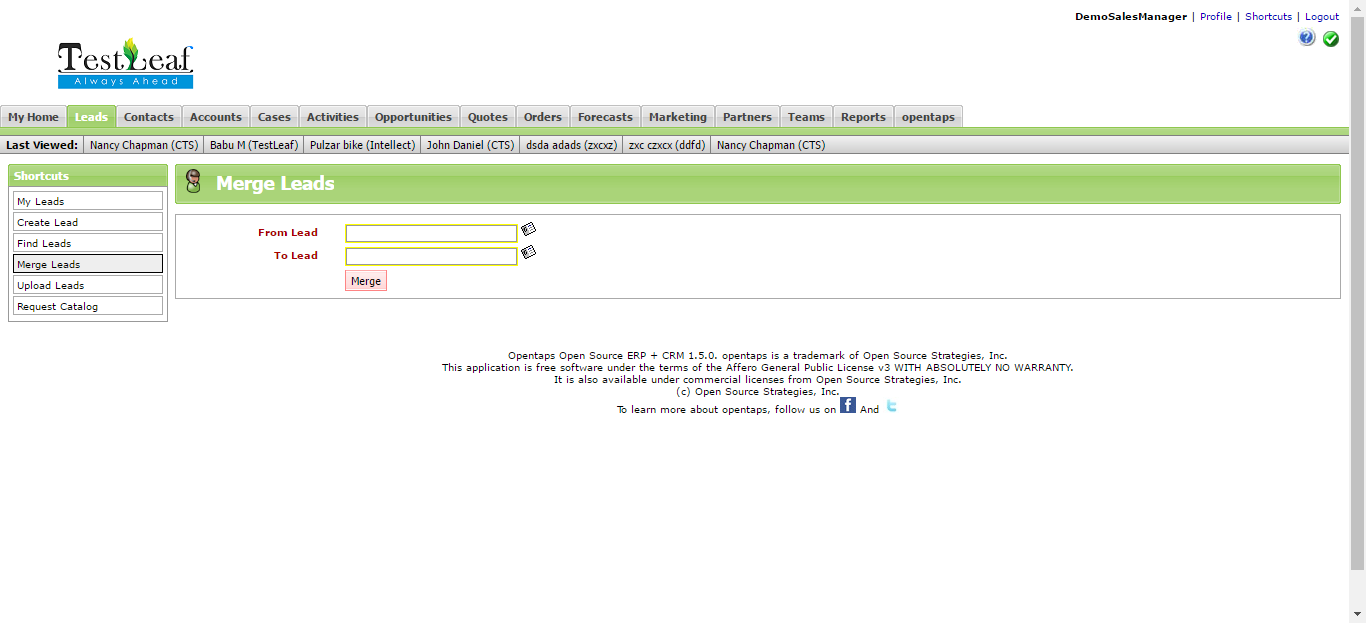 DemoSalesManager | Profile | Shortcuts | Logout
TestLeaf
Always Ahead
My Home Leads Contacts Accounts Cases Activities Opportunities Quotes Orders Forecasts Marketing Partners Teams Reports opentaps
Last Viewed: Nancy Chapman (CTS) Babu M (TestLeaf) Pulzar bike (Intellect) John Daniel (CTS) dsda adads (zxcxz) zxc czxcx (ddfd) Nancy Chapman (CTS)
Shortcuts
My Leads
Create Lead
Find Leads
Merge Leads
Upload Leads
Request Catalog
Merge Leads
From Lead
To Lead
Merge
Opentaps Open Source ERP + CRM 1.5.0. opentaps is a trademark of Open Source Strategies, Inc.
This application is free software under the terms of the Affero General Public License v3 WITH ABSOLUTELY NO WARRANTY.
It is also available under commercial licenses from Open Source Strategies, Inc.
(c) Open Source Strategies, Inc.
To learn more about opentaps, follow us on f And t